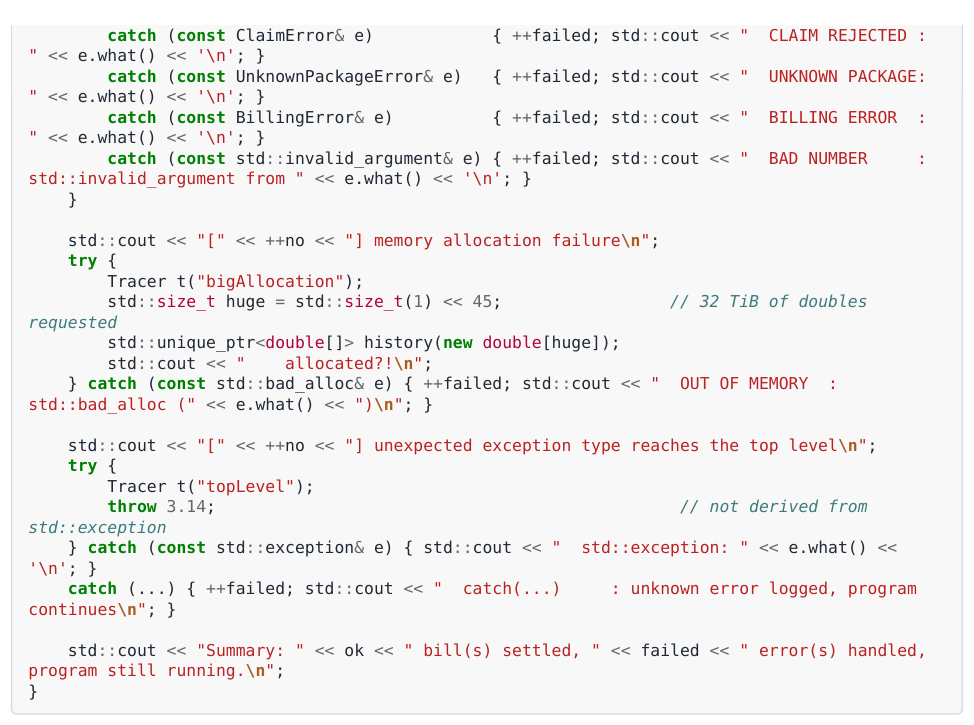 catch (const ClaimError& e)            { ++failed; std::cout << "  CLAIM REJECTED :
" << e.what() << '\n'; }
        catch (const UnknownPackageError& e)   { ++failed; std::cout << "  UNKNOWN PACKAGE:
" << e.what() << '\n'; }
        catch (const BillingError& e)          { ++failed; std::cout << "  BILLING ERROR  :
" << e.what() << '\n'; }
        catch (const std::invalid_argument& e) { ++failed; std::cout << "  BAD NUMBER     :
std::invalid_argument from " << e.what() << '\n'; }
    }

    std::cout << "[" << ++no << "] memory allocation failure\n";
    try {
        Tracer t("bigAllocation");
        std::size_t huge = std::size_t(1) << 45;                 // 32 TiB of doubles
requested
        std::unique_ptr<double[]> history(new double[huge]);
        std::cout << "    allocated?!\n";
    } catch (const std::bad_alloc& e) { ++failed; std::cout << "  OUT OF MEMORY  :
std::bad_alloc (" << e.what() << ")\n"; }

    std::cout << "[" << ++no << "] unexpected exception type reaches the top level\n";
    try {
        Tracer t("topLevel");
        throw 3.14;                                               // not derived from
std::exception
    } catch (const std::exception& e) { std::cout << "  std::exception: " << e.what() <<
'\n'; }
    catch (...) { ++failed; std::cout << "  catch(...)     : unknown error logged, program
continues\n"; }

    std::cout << "Summary: " << ok << " bill(s) settled, " << failed << " error(s) handled,
program still running.\n";
}